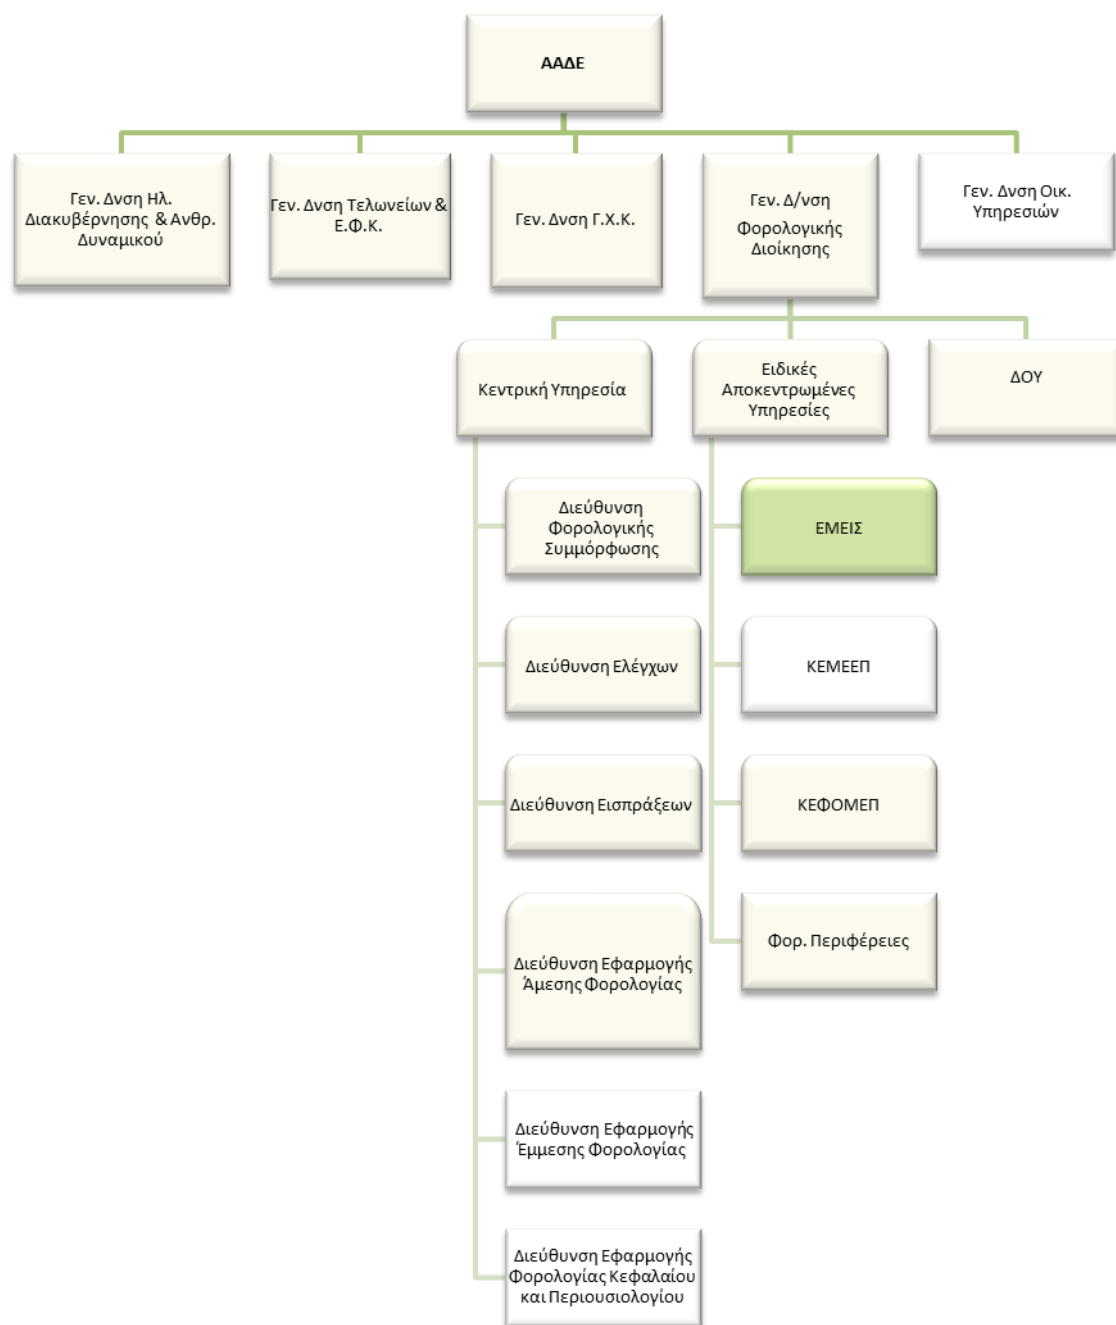 ΑΑΔΕ
Γεν. Δνση Ηλ.
Διακυβέρνησης & Ανθρ.
Δυναμικού
Γεν. Δνση Τελωνείων &
Ε.Φ.Κ.
Γεν. Δνση Γ.Χ.Κ.
Γεν. Δ/νση
Φορολογικής
Διοίκησης
Γεν. Δνση Οικ.
Υπηρεσιών
Κεντρική Υπηρεσία
Ειδικές
Αποκεντρωμένες
Υπηρεσίες
ΔΟΥ
Διεύθυνση
Φορολογικής
Συμμόρφωσης
ΕΜΕΙΣ
Διεύθυνση Ελέγχων
ΚΕΜΕΕΠ
Διεύθυνση Εισπράξεων
ΚΕΦΟΜΕΠ
Διεύθυνση Εφαρμογής
Άμεσης Φορολογίας
Φορ. Περιφέρειες
Διεύθυνση Εφαρμογής
Έμμεσης Φορολογίας
Διεύθυνση Εφαρμογής
Φορολογίας Κεφαλαίου
και Περιουσιολογίου